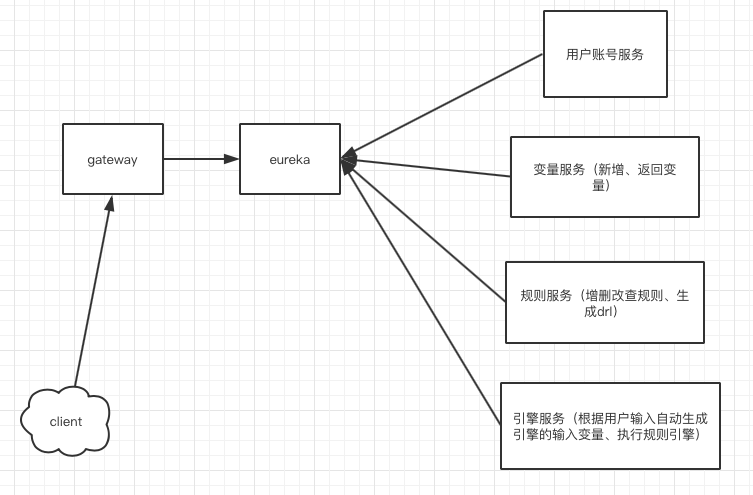 用户账号服务
gateway
eureka
变量服务（新增、返回变
量）
规则服务（增删改查规则、生
成drl）
client
引擎服务（根据用户输入自动生成
引擎的输入变量、执行规则引擎）